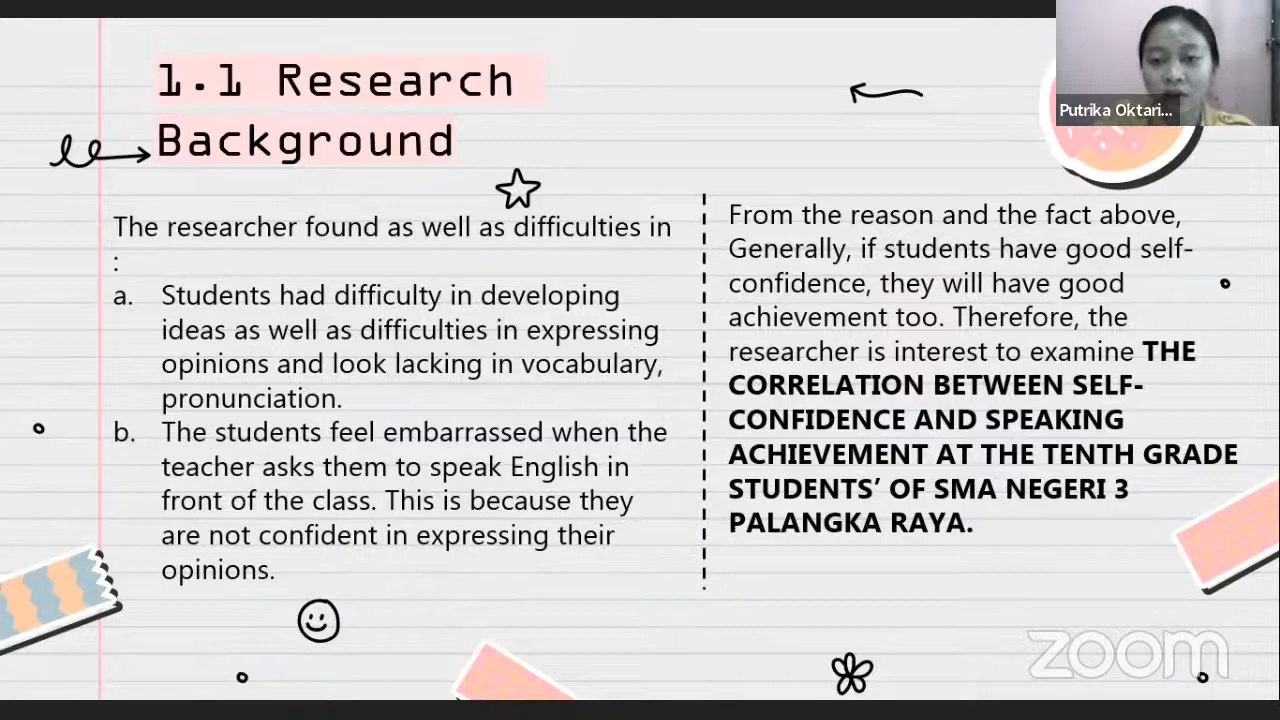 1.1 Research
Background
The researcher found as well as difficulties in
:
a. Students had difficulty in developing
ideas as well as difficulties in expressing
opinions and look lacking in vocabulary,
pronunciation.
b. The students feel embarrassed when the
teacher asks them to speak English in
front of the class. This is because they
are not confident in expressing their
opinions.
From the reason and the fact above,
Generally, if students have good self-
confidence, they will have good
achievement too. Therefore, the
researcher is interest to examine THE
CORRELATION BETWEEN SELF-
CONFIDENCE AND SPEAKING
ACHIEVEMENT AT THE TENTH GRADE
STUDENTS’ OF SMA NEGERI 3
PALANGKA RAYA.
Putrika Oktari...
zoom